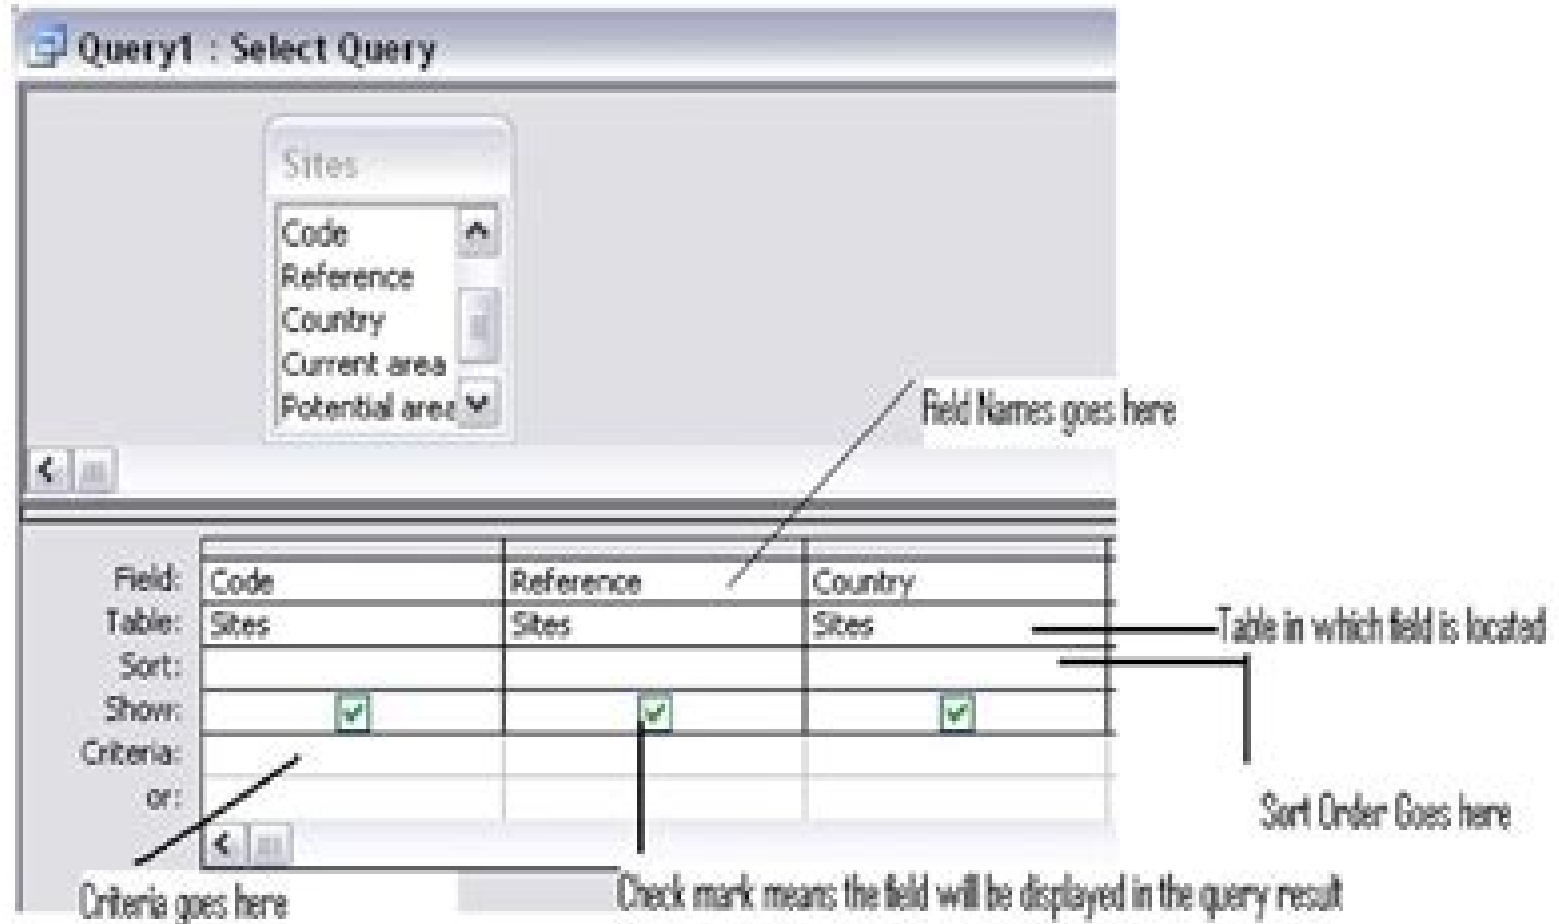 Query1 : Select Query
Sites
Code
Reference
Country
Current area
Potential area
Field Names goes here
Field: Code Reference Country
Table: Sites Sites Sites
Table in which field is located
Sort:
Show:
Criteria:
or:
Sort Order Goes here
Criteria goes here
Check mark means the field will be displayed in the query result